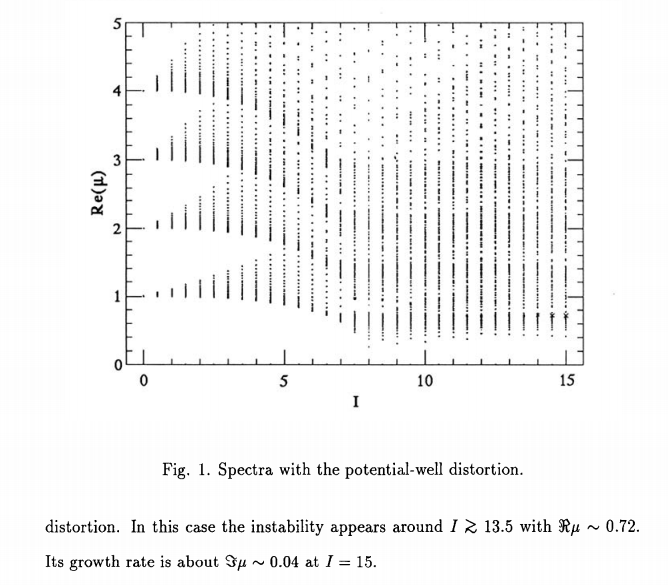 5
4
3
2
1
0
Re(μ)
0 5 10 15
I
Fig. 1. Spectra with the potential-well distortion.
distortion. In this case the instability appears around I ≳ 13.5 with ℜμ ∼ 0.72.
Its growth rate is about ℑμ ∼ 0.04 at I = 15.